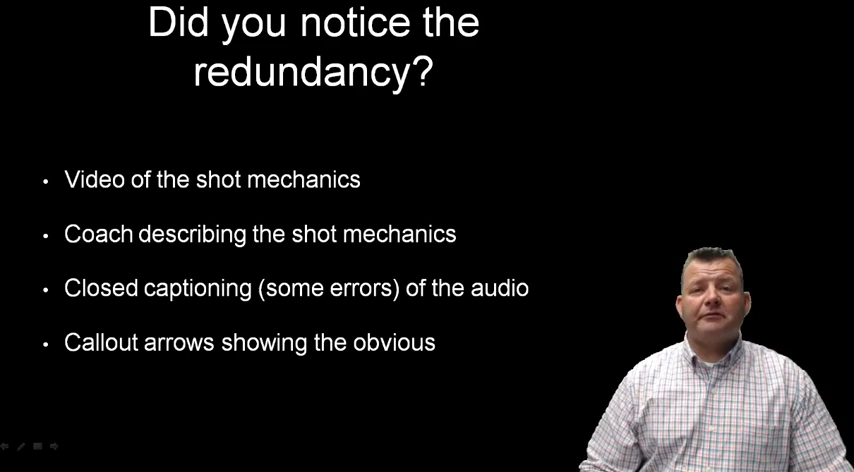 Did you notice the
redundancy?
• Video of the shot mechanics
• Coach describing the shot mechanics
• Closed captioning (some errors) of the audio
• Callout arrows showing the obvious